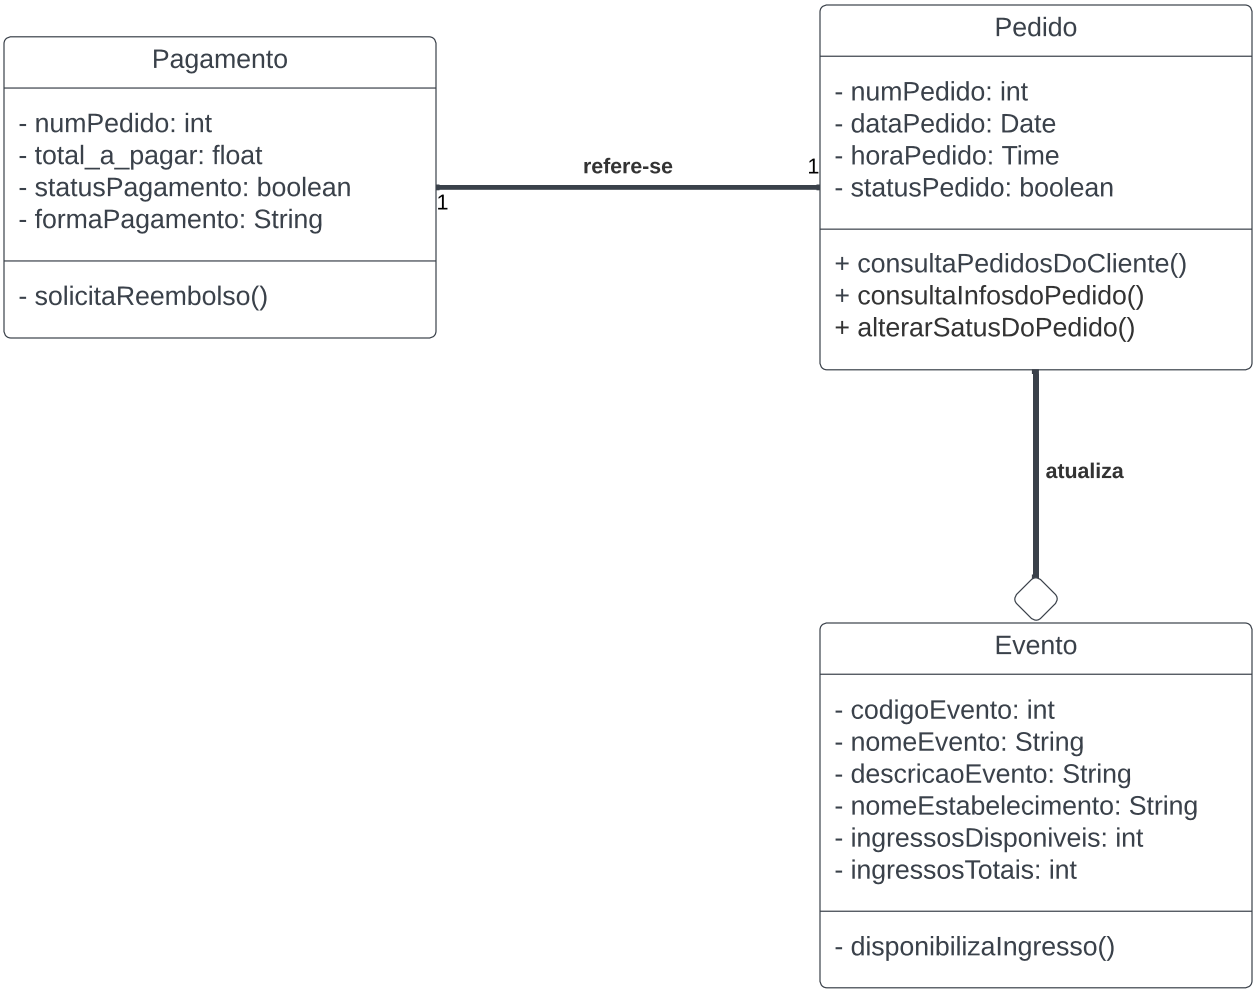 Pagamento
- numPedido: int
- total_a_pagar: float
- statusPagamento: boolean
- formaPagamento: String
- solicitaReembolso()
refere-se
1
1
Pedido
- numPedido: int
- dataPedido: Date
- horaPedido: Time
- statusPedido: boolean
+ consultaPedidosDoCliente()
+ consultaInfosdoPedido()
+ alterarSatusDoPedido()
atualiza
Evento
- codigoEvento: int
- nomeEvento: String
- descricaoEvento: String
- nomeEstabelecimento: String
- ingressosDisponiveis: int
- ingressosTotais: int
- disponibilizaIngresso()